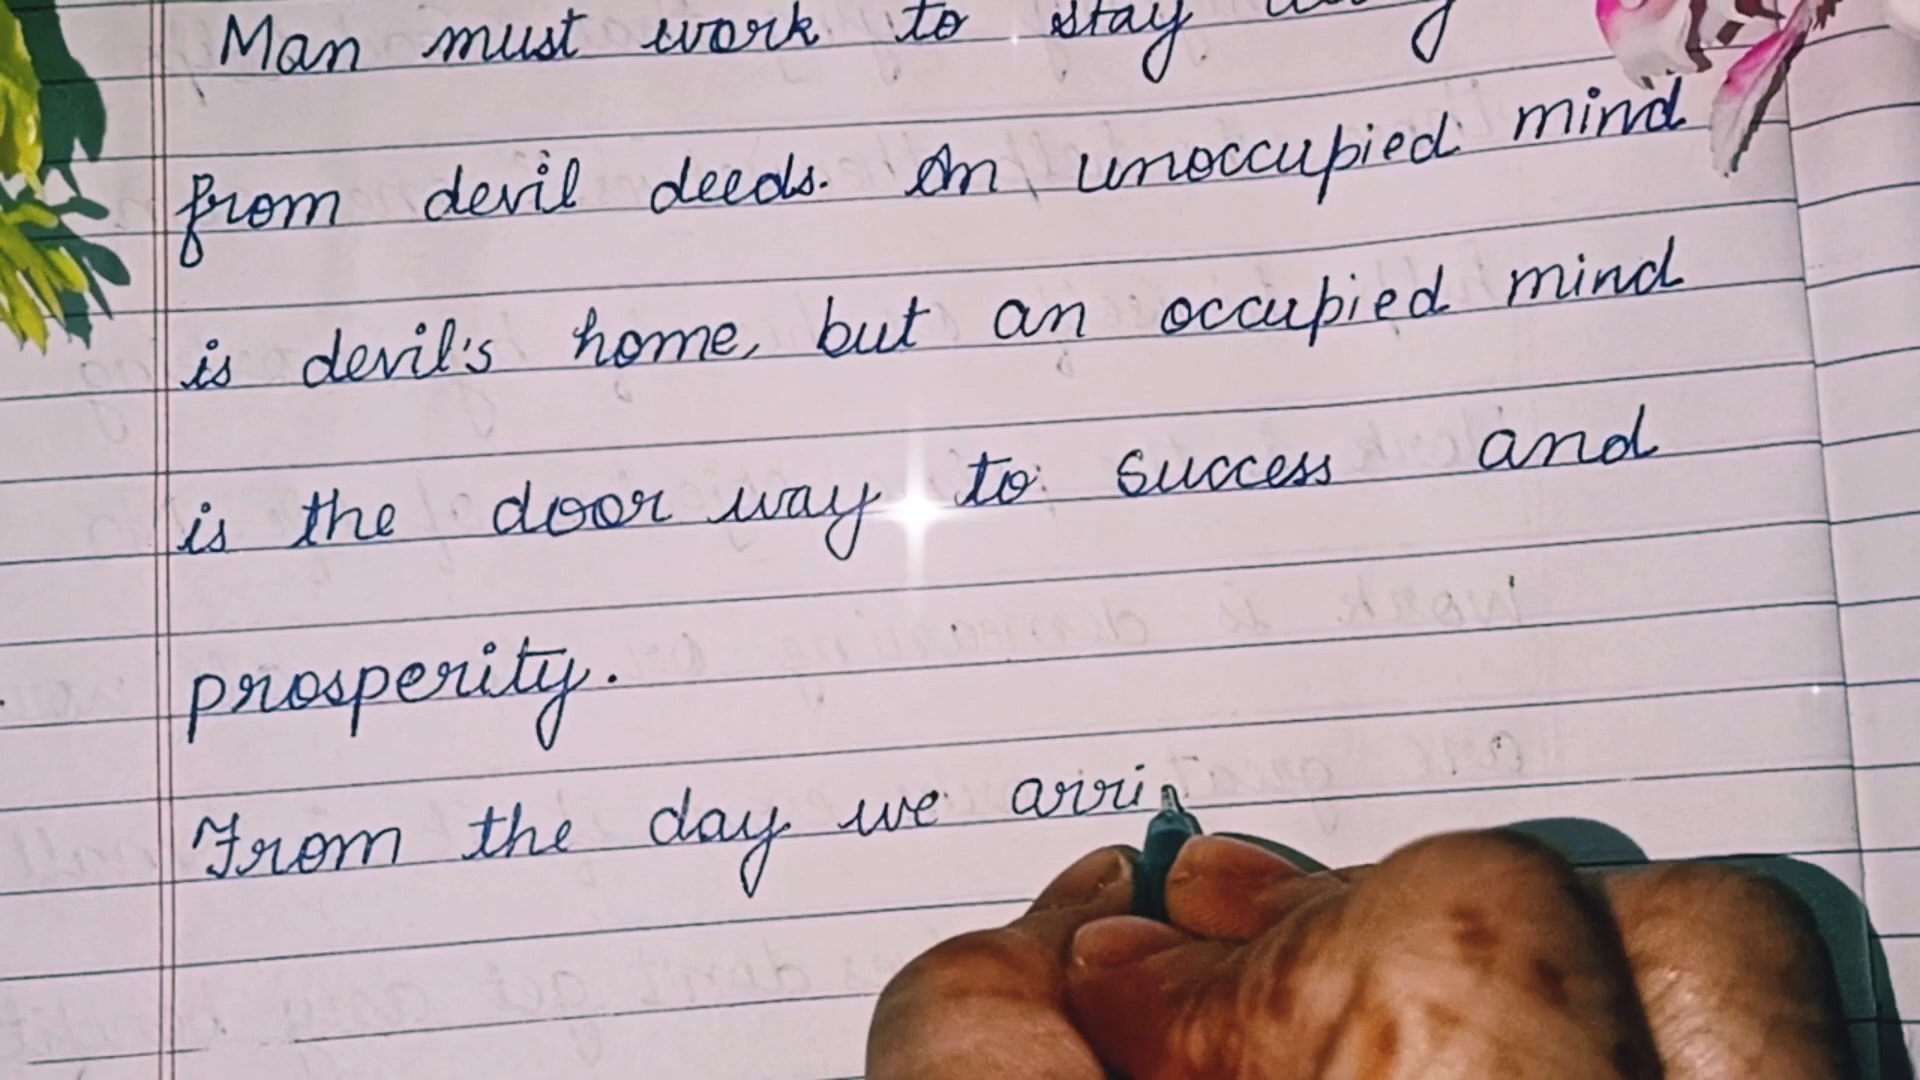 Man must work to stay away
from devil deeds. An unoccupied mind
is devil's home, but an occupied mind
is the door way to success and
prosperity.
From the day we arri